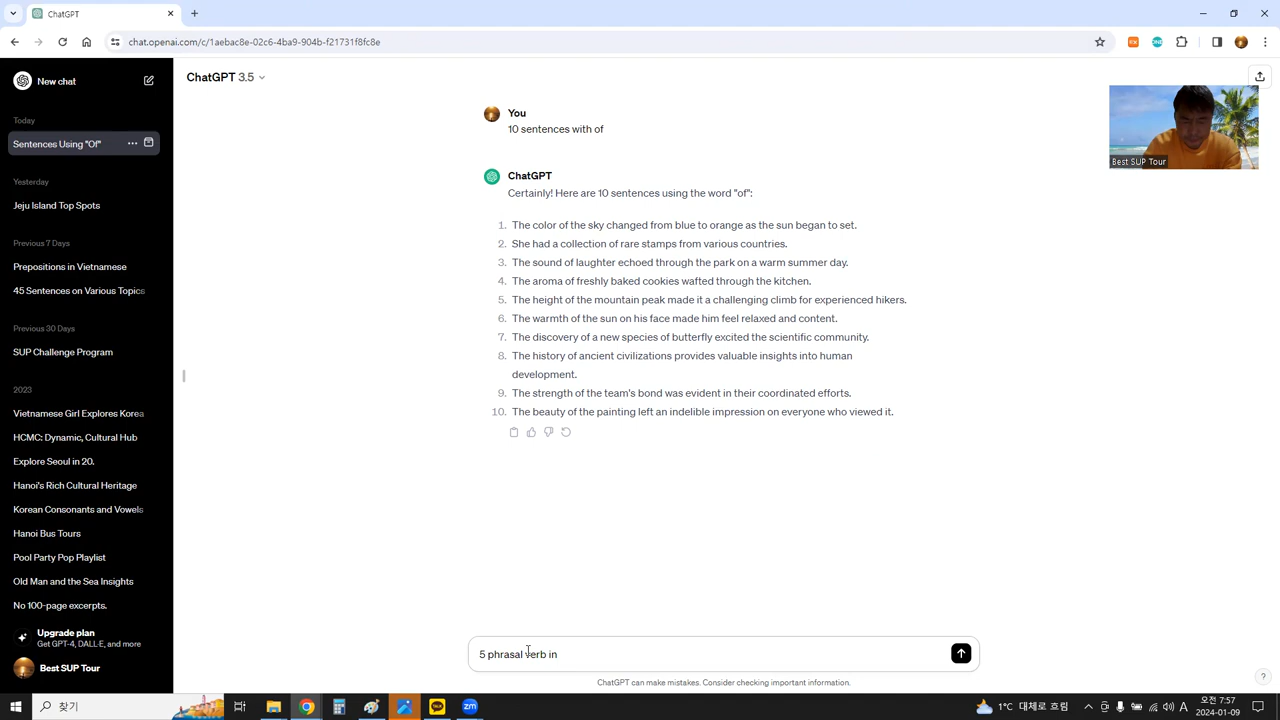 ChatGPT
chat.openai.com/c/1aebac8e-02c6-4ba9-904b-f21731f8fc8e
New chat
Today
Sentences Using "Of"
Yesterday
Jeju Island Top Spots
Previous 7 Days
Prepositions in Vietnamese
45 Sentences on Various Topics
Previous 30 Days
SUP Challenge Program
2023
Vietnamese Girl Explores Korea
HCMC: Dynamic, Cultural Hub
Explore Seoul in 20.
Hanoi's Rich Cultural Heritage
Korean Consonants and Vowels
Hanoi Bus Tours
Pool Party Pop Playlist
Old Man and the Sea Insights
No 100-page excerpts.
Upgrade plan
Get GPT-4, DALL·E, and more
Best SUP Tour
ChatGPT 3.5
You
10 sentences with of
ChatGPT
Certainly! Here are 10 sentences using the word "of":
1. The color of the sky changed from blue to orange as the sun began to set.
2. She had a collection of rare stamps from various countries.
3. The sound of laughter echoed through the park on a warm summer day.
4. The aroma of freshly baked cookies wafted through the kitchen.
5. The height of the mountain peak made it a challenging climb for experienced hikers.
6. The warmth of the sun on his face made him feel relaxed and content.
7. The discovery of a new species of butterfly excited the scientific community.
8. The history of ancient civilizations provides valuable insights into human
development.
9. The strength of the team's bond was evident in their coordinated efforts.
10. The beauty of the painting left an indelible impression on everyone who viewed it.
5 phrasal verb in
ChatGPT can make mistakes. Consider checking important information.
?
Best SUP Tour
찾기
zm
1°C 대체로 흐림
A
오전 7:57
2024-01-09